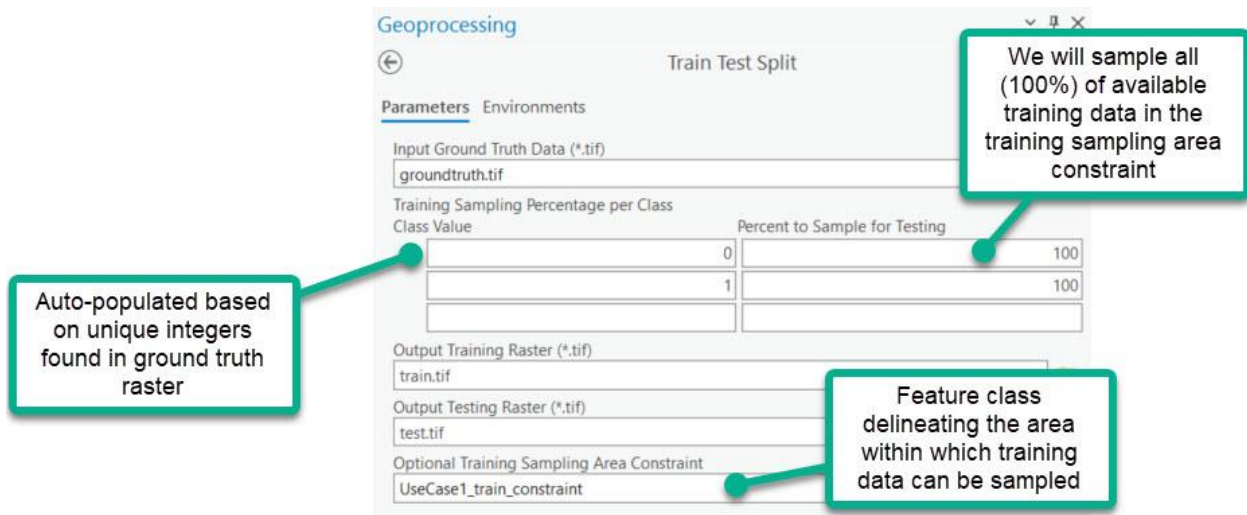 Geoprocessing
Train Test Split
Parameters Environments
Input Ground Truth Data (*.tif)
groundtruth.tif
Training Sampling Percentage per Class
Class Value Percent to Sample for Testing
0 100
1 100
Output Training Raster (*.tif)
train.tif
Output Testing Raster (*.tif)
test.tif
Optional Training Sampling Area Constraint
UseCase1_train_constraint
We will sample all
(100%) of available
training data in the
training sampling area
constraint
Auto-populated based
on unique integers
found in ground truth
raster
Feature class
delineating the area
within which training
data can be sampled